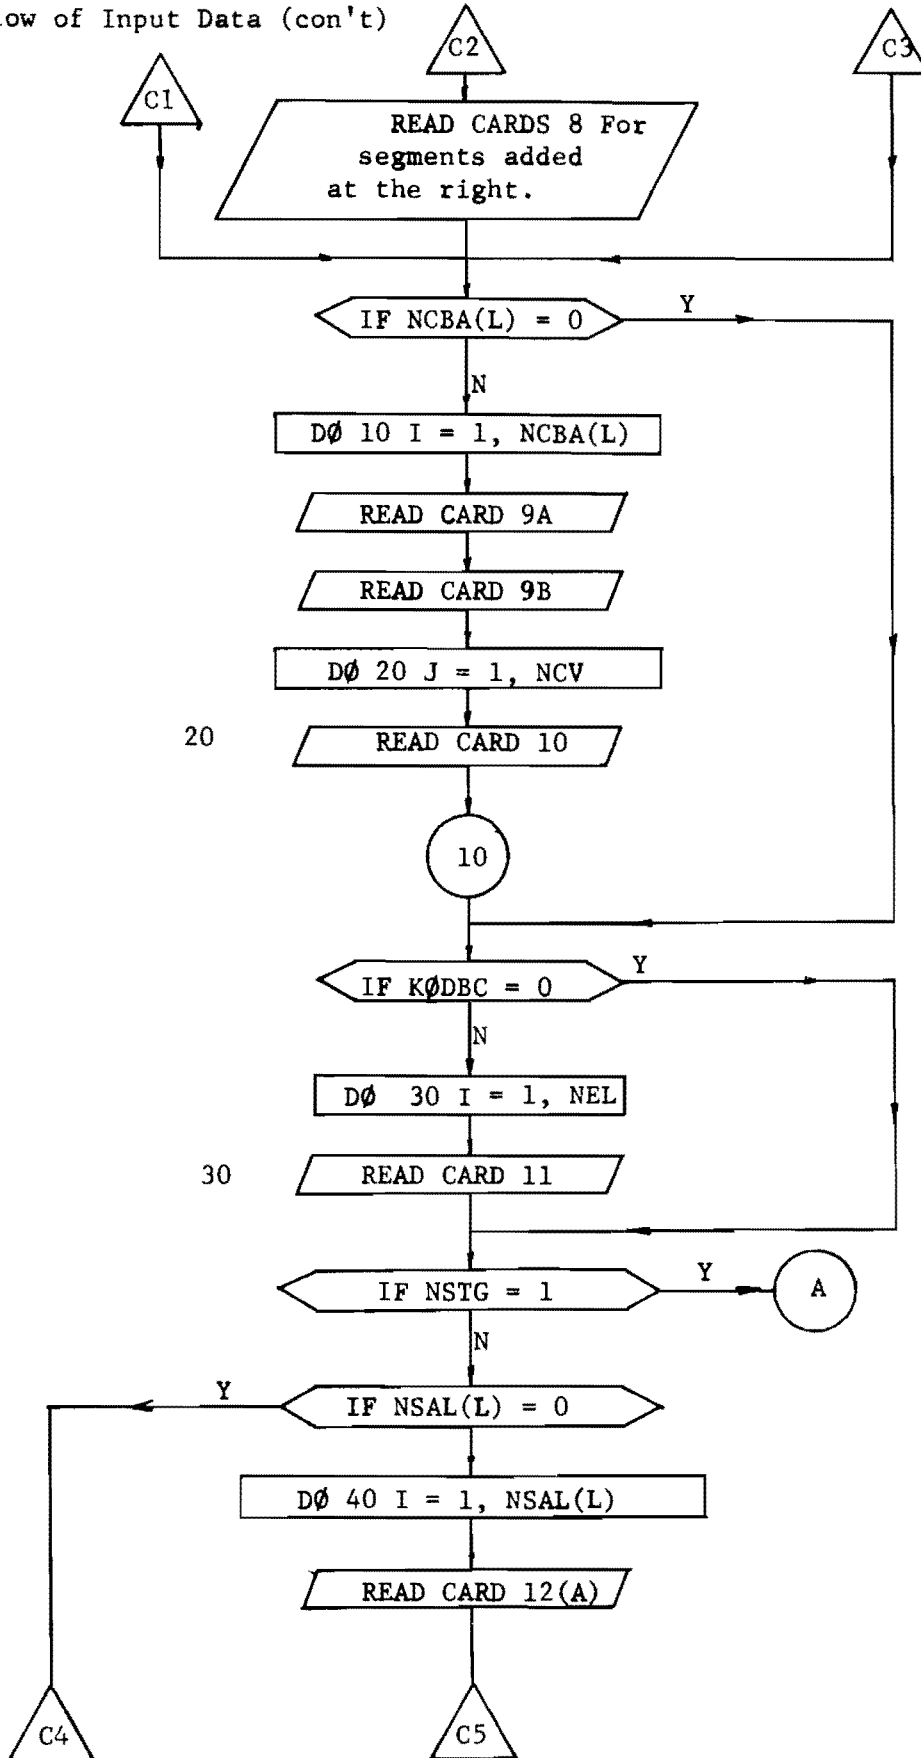 low of Input Data (con't)
C2
C3
C1
READ CARDS 8 For
segments added
at the right.
IF NCBA(L) = 0
Y
N
DØ 10 I = 1, NCBA(L)
READ CARD 9A
READ CARD 9B
DØ 20 J = 1, NCV
20
READ CARD 10
10
IF KØDBC = 0
Y
N
DØ 30 I = 1, NEL
30
READ CARD 11
IF NSTG = 1
Y
A
N
Y
IF NSAL(L) = 0
DØ 40 I = 1, NSAL(L)
READ CARD 12(A)
C4
C5